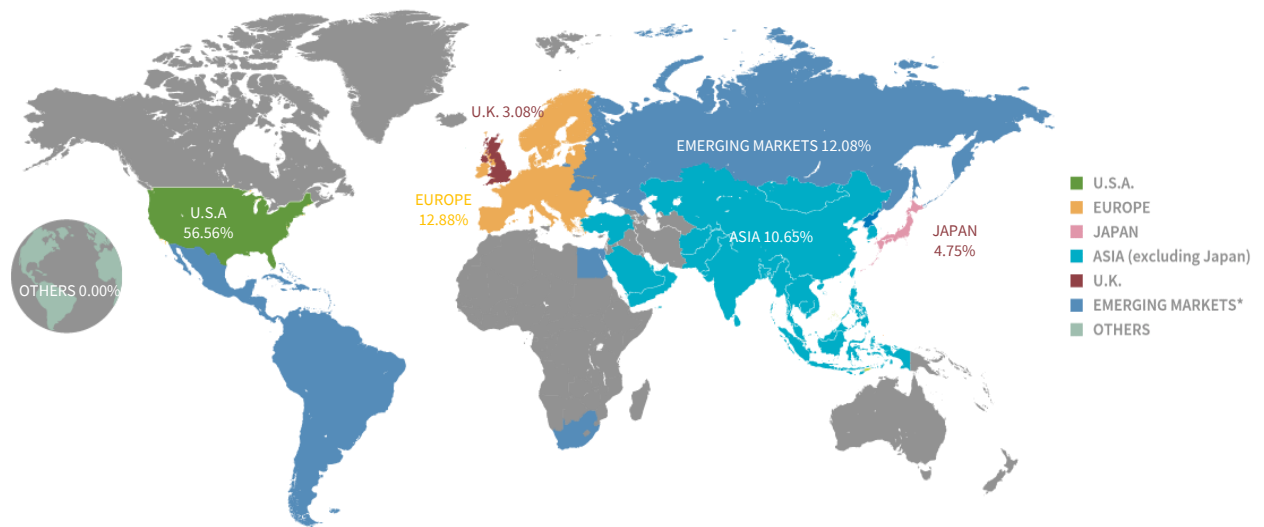 U.K. 3.08%
EMERGING MARKETS 12.08%
EUROPE
12.88%
U.S.A
56.56%
ASIA 10.65%
JAPAN
4.75%
OTHERS 0.00%
U.S.A.
EUROPE
JAPAN
ASIA (excluding Japan)
U.K.
EMERGING MARKETS*
OTHERS